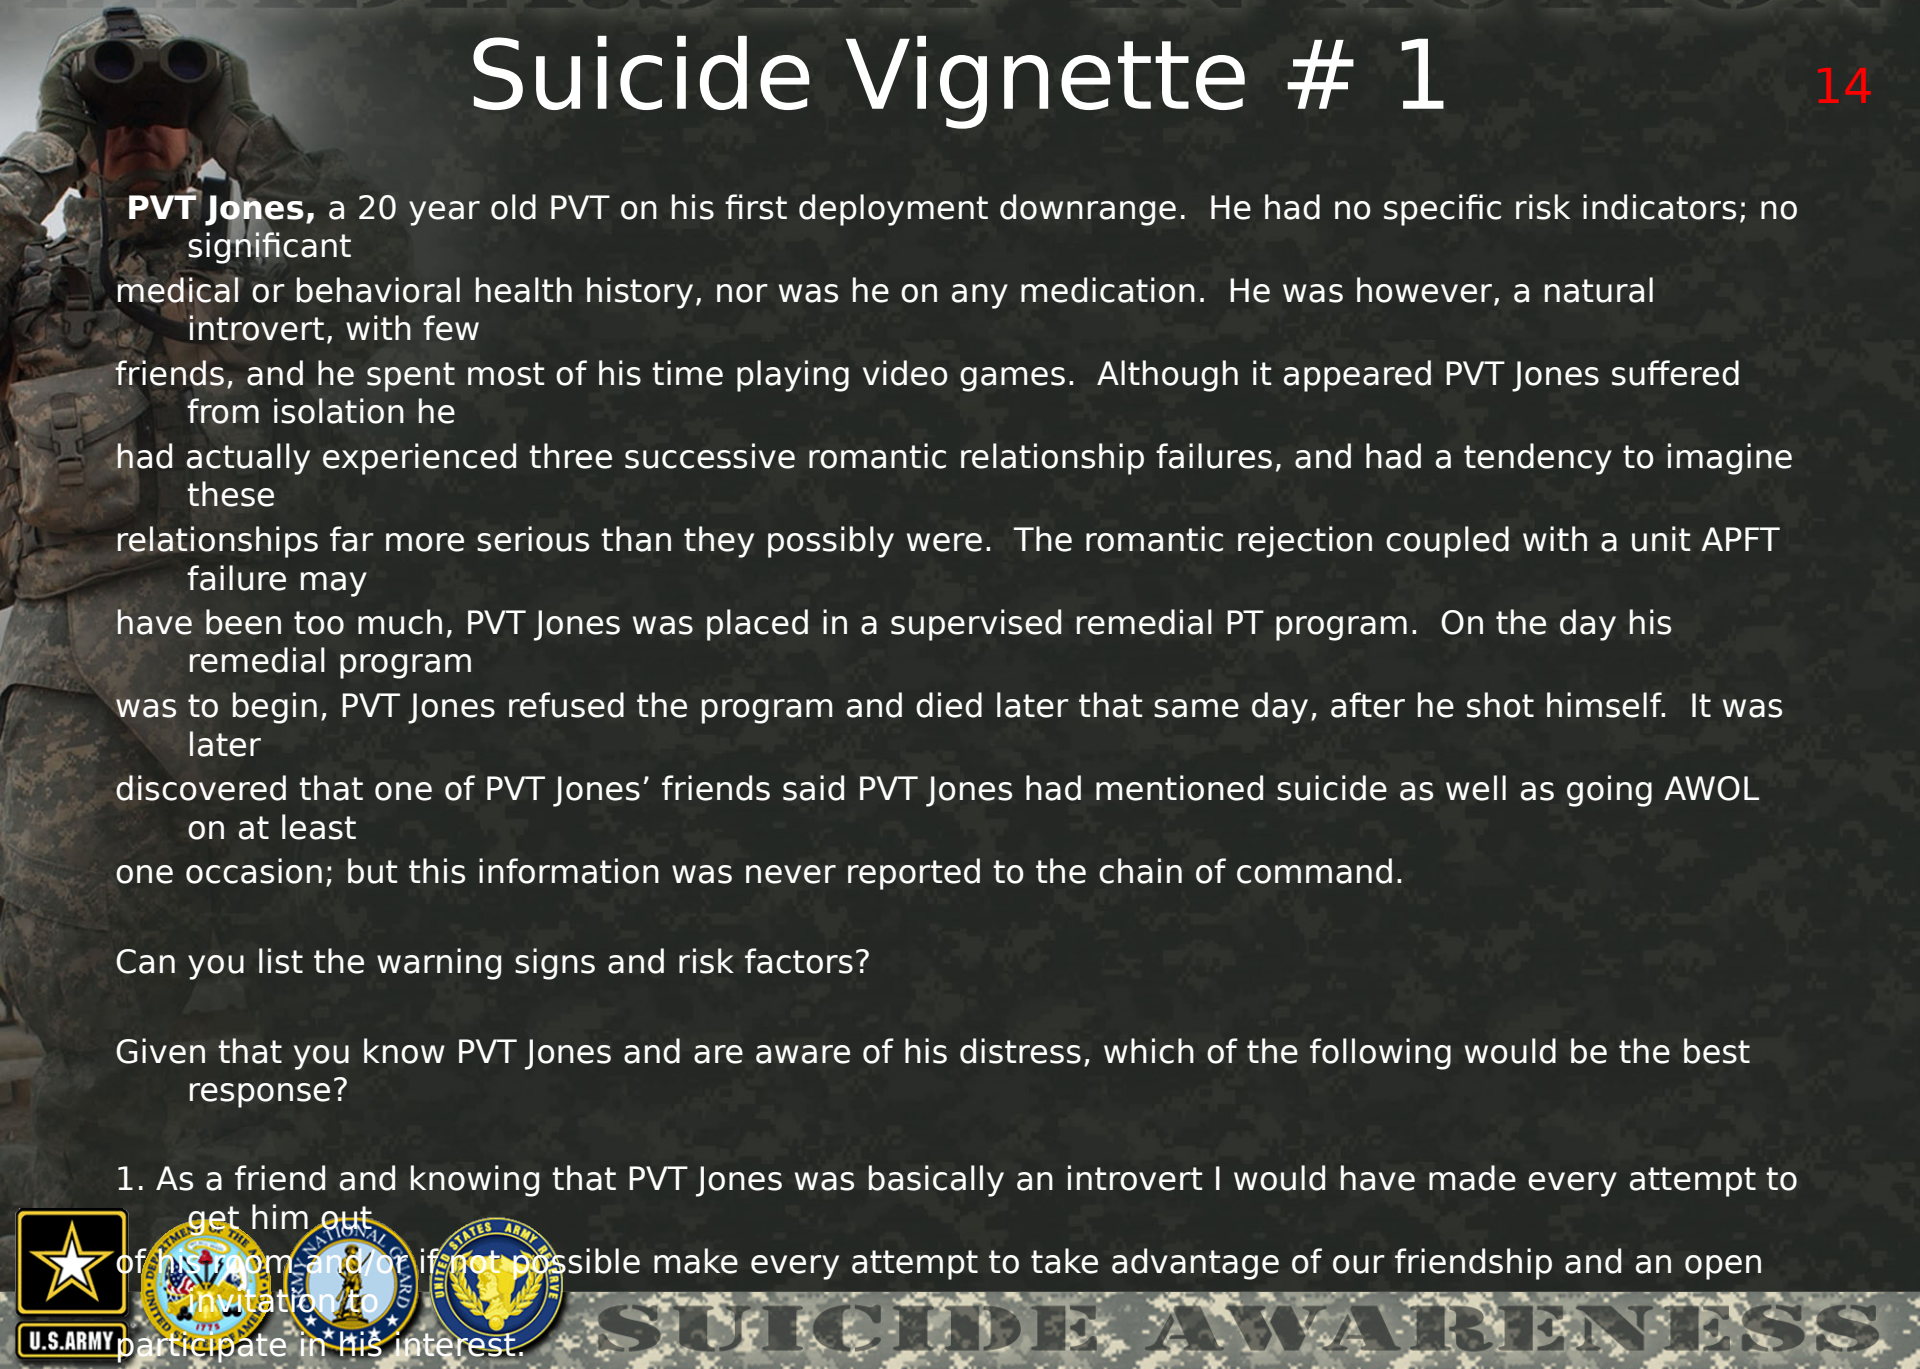 Suicide Vignette # 1
14
PVT Jones, a 20 year old PVT on his first deployment downrange.  He had no specific risk indicators; no
significant
medical or behavioral health history, nor was he on any medication.  He was however, a natural
introvert, with few
friends, and he spent most of his time playing video games.  Although it appeared PVT Jones suffered
from isolation he
had actually experienced three successive romantic relationship failures, and had a tendency to imagine
these
relationships far more serious than they possibly were.  The romantic rejection coupled with a unit APFT
failure may
have been too much, PVT Jones was placed in a supervised remedial PT program.  On the day his
remedial program
was to begin, PVT Jones refused the program and died later that same day, after he shot himself.  It was
later
discovered that one of PVT Jones’ friends said PVT Jones had mentioned suicide as well as going AWOL
on at least
one occasion; but this information was never reported to the chain of command.
Can you list the warning signs and risk factors?
Given that you know PVT Jones and are aware of his distress, which of the following would be the best
response?
1. As a friend and knowing that PVT Jones was basically an introvert I would have made every attempt to
get him out
of his room and/or if not possible make every attempt to take advantage of our friendship and an open
invitation to
participate in his interest.
U.S.ARMY
1775
UNITED STATES ARMY RESERVE
SUICIDE AWARENESS